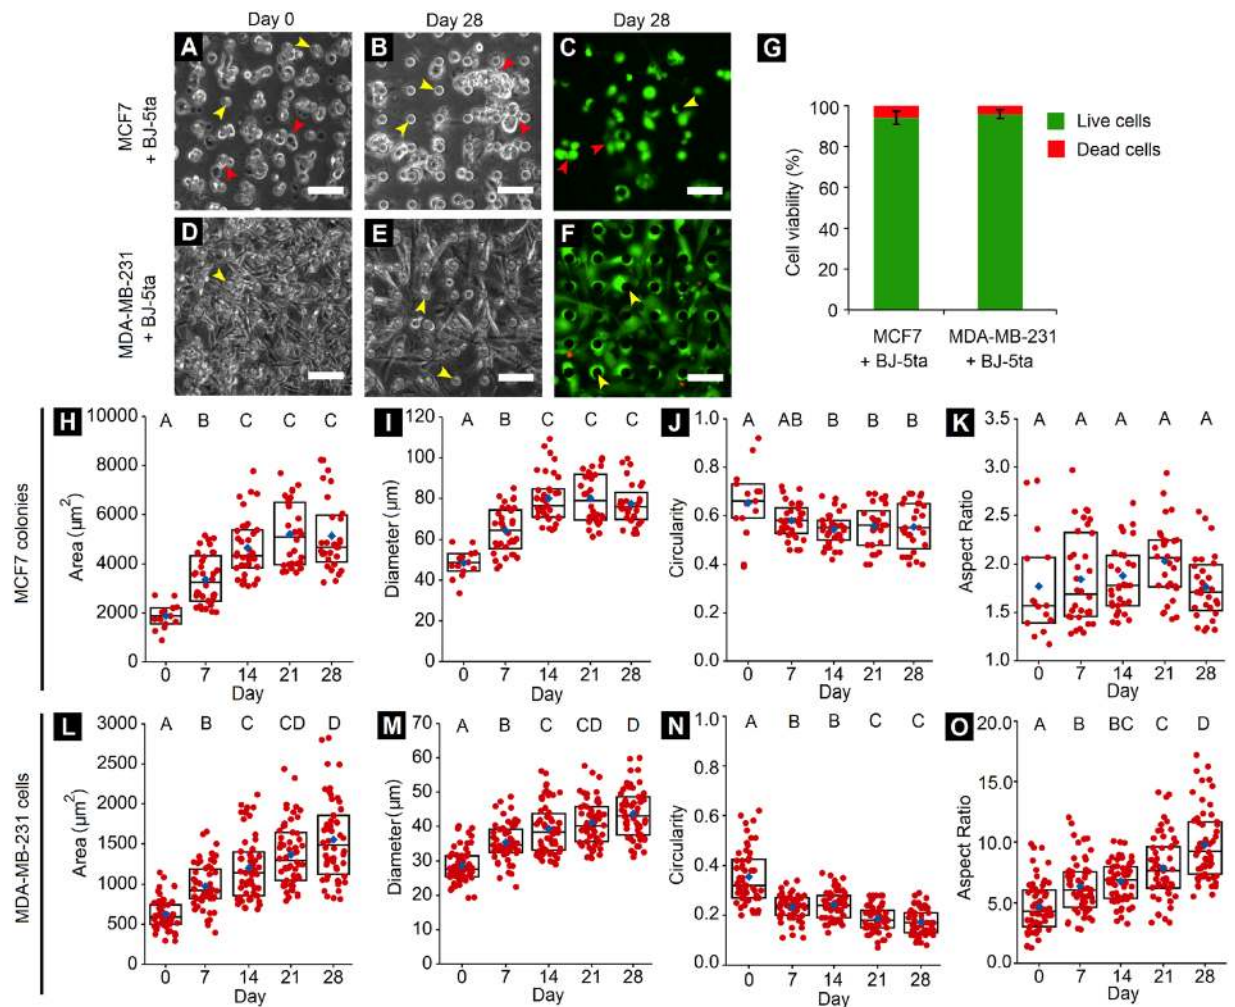 Day 0 Day 28 Day 28
A B C G
MCF7
+ BJ-5ta
D E F
MDA-MB-231
+ BJ-5ta
Cell viability (%)
100
80
60
40
20
0
Live cells
Dead cells
MCF7
+ BJ-5ta
MDA-MB-231
+ BJ-5ta
MCF7 colonies
H
A B C C C
Area (µm²)
10000
8000
6000
4000
2000
0
0 7 14 21 28
Day
I
A B C C C
Diameter (µm)
120
100
80
60
40
20
0
0 7 14 21 28
Day
J
A AB B B B
Circularity
1.0
0.8
0.6
0.4
0.2
0.0
0 7 14 21 28
Day
K
A A A A A
Aspect Ratio
3.5
3.0
2.5
2.0
1.5
1.0
0 7 14 21 28
Day
MDA-MB-231 cells
L
A B C CD D
Area (µm²)
3000
2500
2000
1500
1000
500
0
0 7 14 21 28
Day
M
A B C CD D
Diameter (µm)
70
60
50
40
30
20
10
0
0 7 14 21 28
Day
N
A B B C C
Circularity
1.0
0.8
0.6
0.4
0.2
0.0
0 7 14 21 28
Day
O
A B BC C D
Aspect Ratio
20.0
15.0
10.0
5.0
0.0
0 7 14 21 28
Day